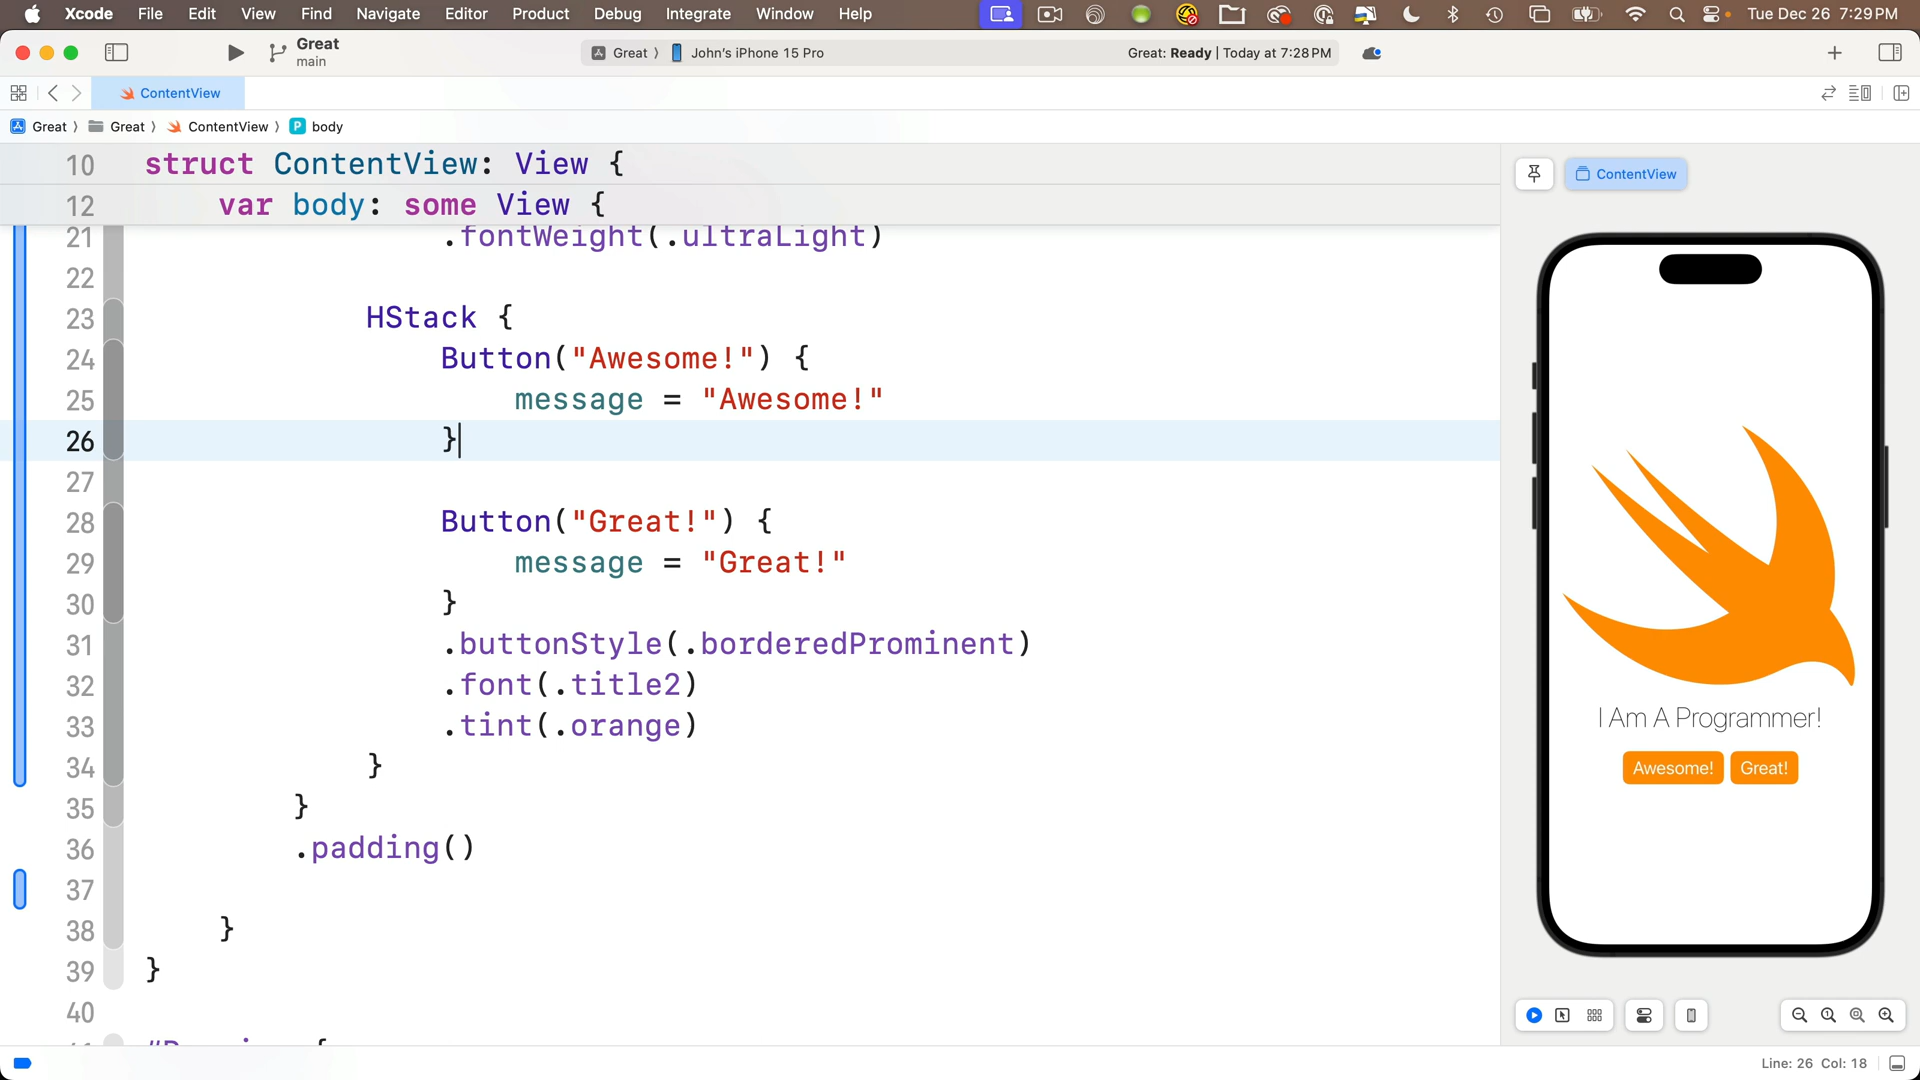 Xcode File Edit View Find Navigate Editor Product Debug Integrate Window Help Tue Dec 26 7:29 PM
Great
main
Great 〉 John's iPhone 15 Pro
Great: Ready | Today at 7:28 PM
ContentView
Great 〉 Great 〉 ContentView 〉 P body
10 struct ContentView: View {
12 var body: some View {
21 .fontWeight(.ultraLight)
22
23 HStack {
24 Button("Awesome!") {
25 message = "Awesome!"
26 }
27
28 Button("Great!") {
29 message = "Great!"
30 }
31 .buttonStyle(.borderedProminent)
32 .font(.title2)
33 .tint(.orange)
34 }
35 }
36 .padding()
37
38 }
39 }
40
ContentView
I Am A Programmer!
Awesome! Great!
Line: 26 Col: 18